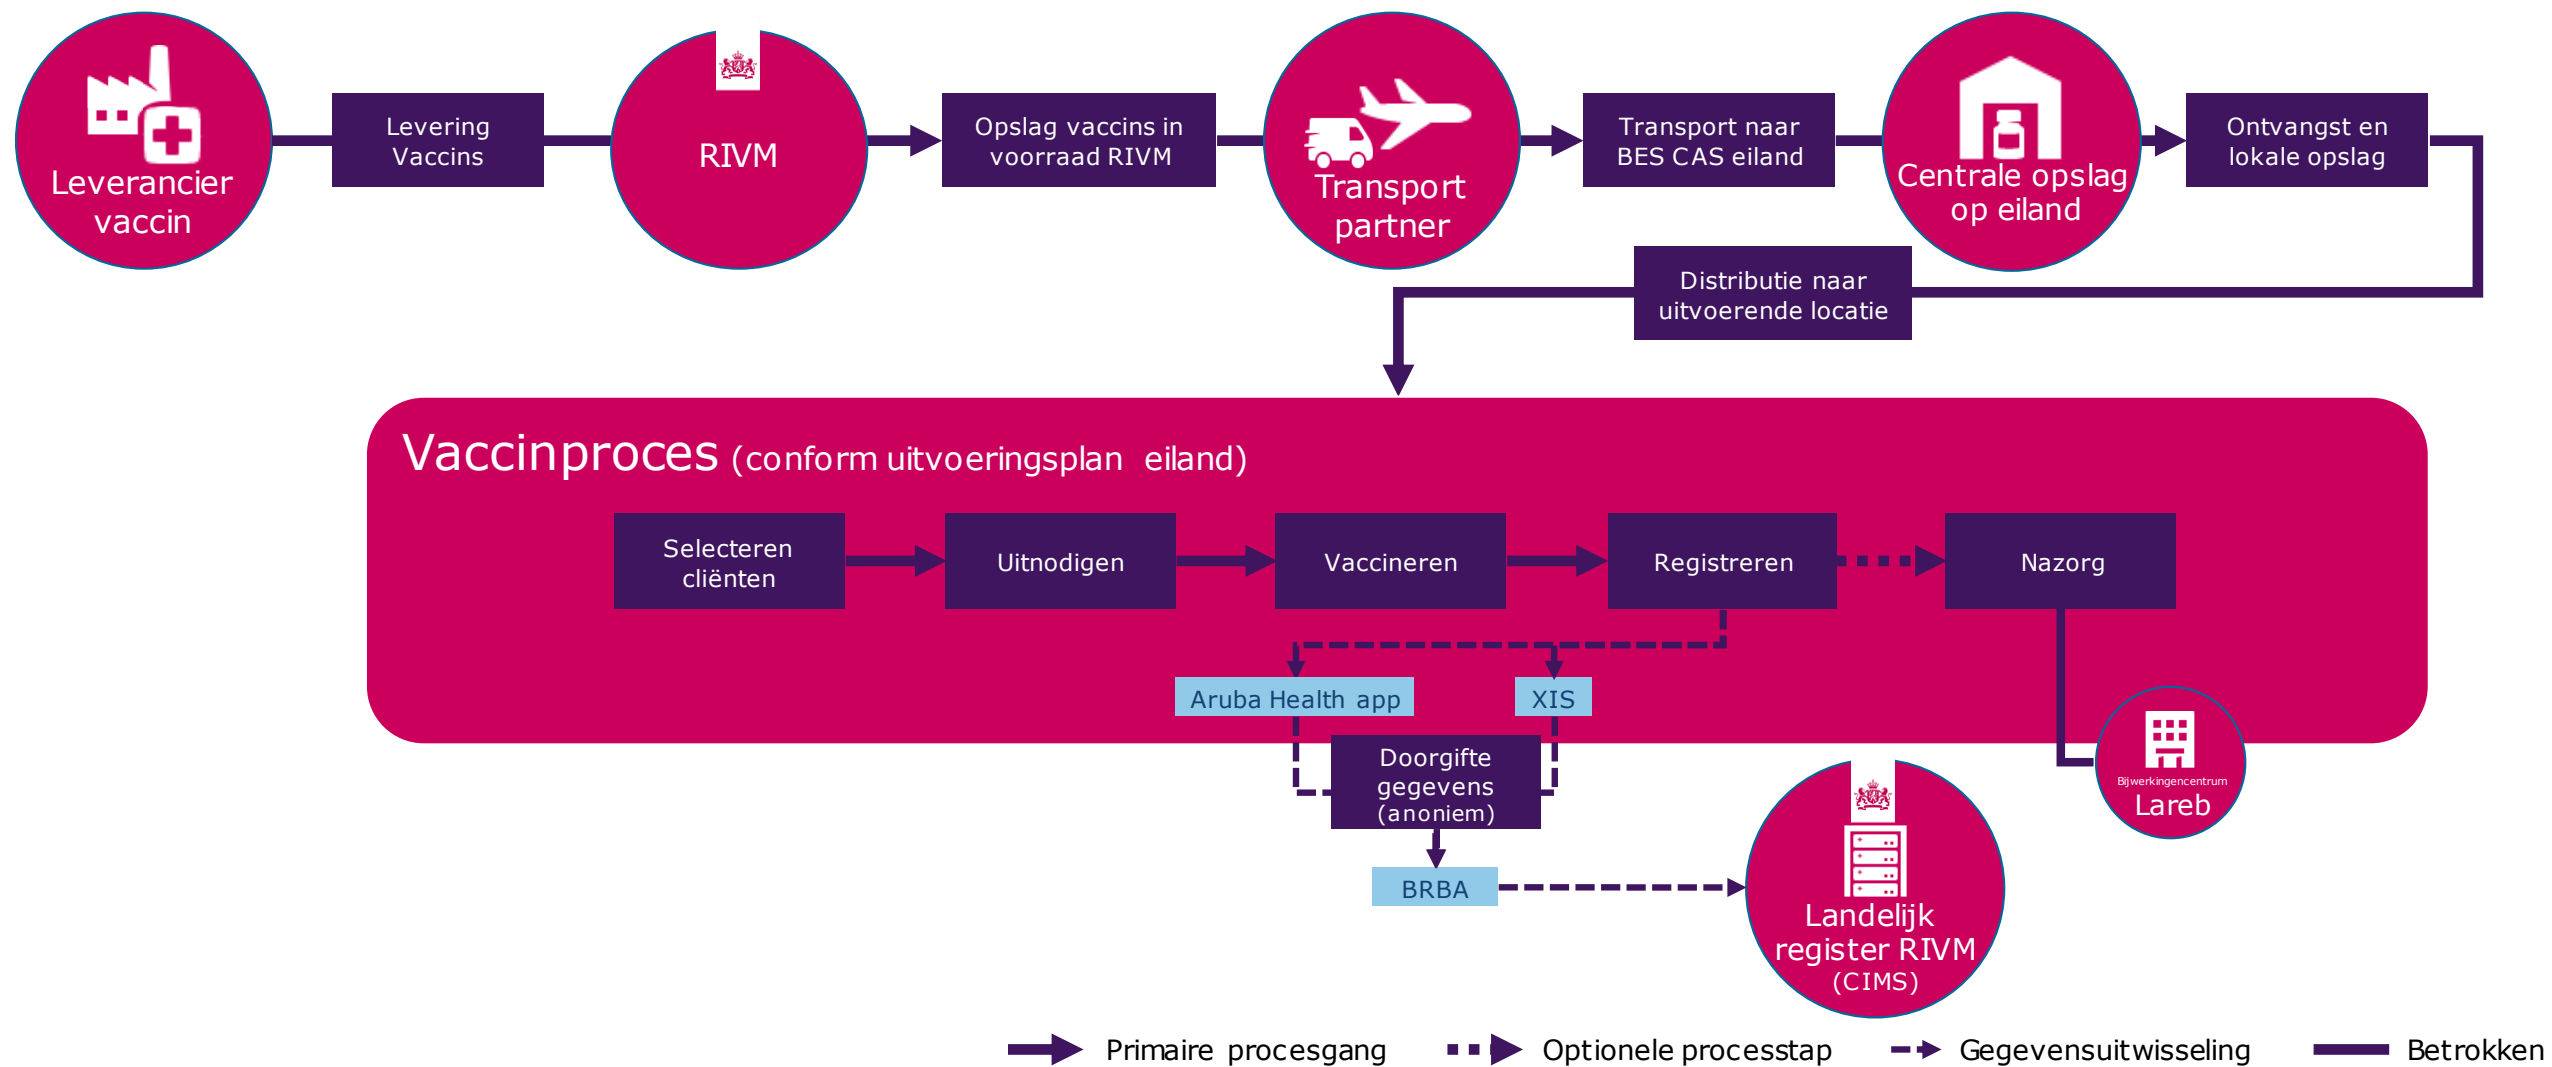 Leverancier
vaccin
Levering
Vaccins
RIVM
Opslag vaccins in
voorraad RIVM
Transport
partner
Transport naar
BES CAS eiland
Centrale opslag
op eiland
Ontvangst en
lokale opslag
Distributie naar
uitvoerende locatie
Vaccinproces (conform uitvoeringsplan eiland)
Selecteren
cliënten
Uitnodigen
Vaccineren
Registreren
Nazorg
Aruba Health app
XIS
Doorgifte
gegevens
(anoniem)
Bijwerkingencentrum
Lareb
BRBA
Landelijk
register RIVM
(CIMS)
Primaire procesgang
Optionele processtap
Gegevensuitwisseling
Betrokken